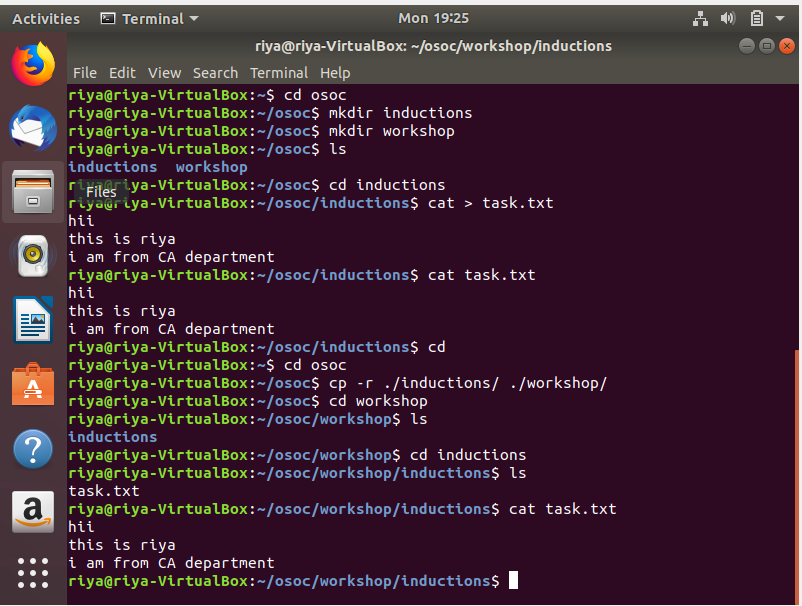 Activities Terminal Mon 19:25
riya@riya-VirtualBox: ~/osoc/workshop/inductions
File Edit View Search Terminal Help
riya@riya-VirtualBox:~$ cd osoc
riya@riya-VirtualBox:~/osoc$ mkdir inductions
riya@riya-VirtualBox:~/osoc$ mkdir workshop
riya@riya-VirtualBox:~/osoc$ ls
inductions  workshop
riya@riya-VirtualBox:~/osoc$ cd inductions
Files
riya@riya-VirtualBox:~/osoc/inductions$ cat > task.txt
hii
this is riya
i am from CA department
riya@riya-VirtualBox:~/osoc/inductions$ cat task.txt
hii
this is riya
i am from CA department
riya@riya-VirtualBox:~/osoc/inductions$ cd
riya@riya-VirtualBox:~$ cd osoc
riya@riya-VirtualBox:~/osoc$ cp -r ./inductions/ ./workshop/
riya@riya-VirtualBox:~/osoc$ cd workshop
riya@riya-VirtualBox:~/osoc/workshop$ ls
inductions
riya@riya-VirtualBox:~/osoc/workshop$ cd inductions
riya@riya-VirtualBox:~/osoc/workshop/inductions$ ls
task.txt
riya@riya-VirtualBox:~/osoc/workshop/inductions$ cat task.txt
hii
this is riya
i am from CA department
riya@riya-VirtualBox:~/osoc/workshop/inductions$